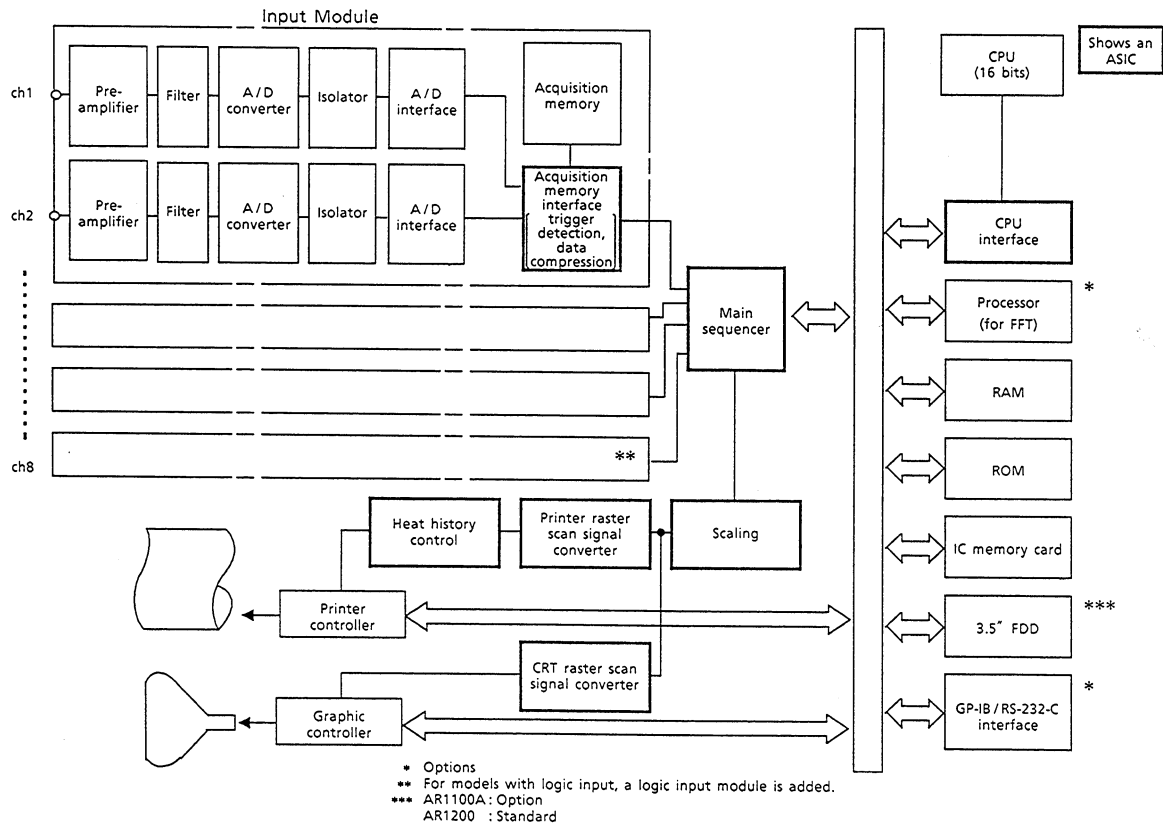 Input Module
ch1
Pre-
amplifier
Filter
A/D
converter
Isolator
A/D
interface
Acquisition
memory
ch2
Pre-
amplifier
Filter
A/D
converter
Isolator
A/D
interface
Acquisition
memory
interface
trigger
detection,
data
compression
Main
sequencer
ch8
**
Heat history
control
Printer raster
scan signal
converter
Scaling
Printer
controller
CRT raster scan
signal converter
Graphic
controller
CPU
(16 bits)
Shows an
ASIC
CPU
interface
Processor
(for FFT)
*
RAM
ROM
IC memory card
3.5″ FDD
***
GP-IB/RS-232-C
interface
*
* Options
** For models with logic input, a logic input module is added.
*** AR1100A : Option
AR1200 : Standard